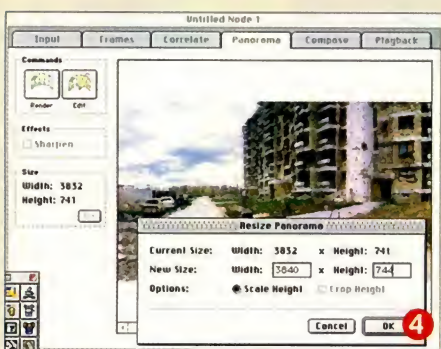 Untitled Node 1
Input Frames Correlate Panorama Compose Playback
Commands
Render Edit
Effects
Sharpen
Size
Width: 3832
Height: 741
Resize Panorama
Current Size: Width: 3832 x Height: 741
New Size: Width: 3840 x Height: 744
Options: Scale Height Crop Height
Cancel OK 4